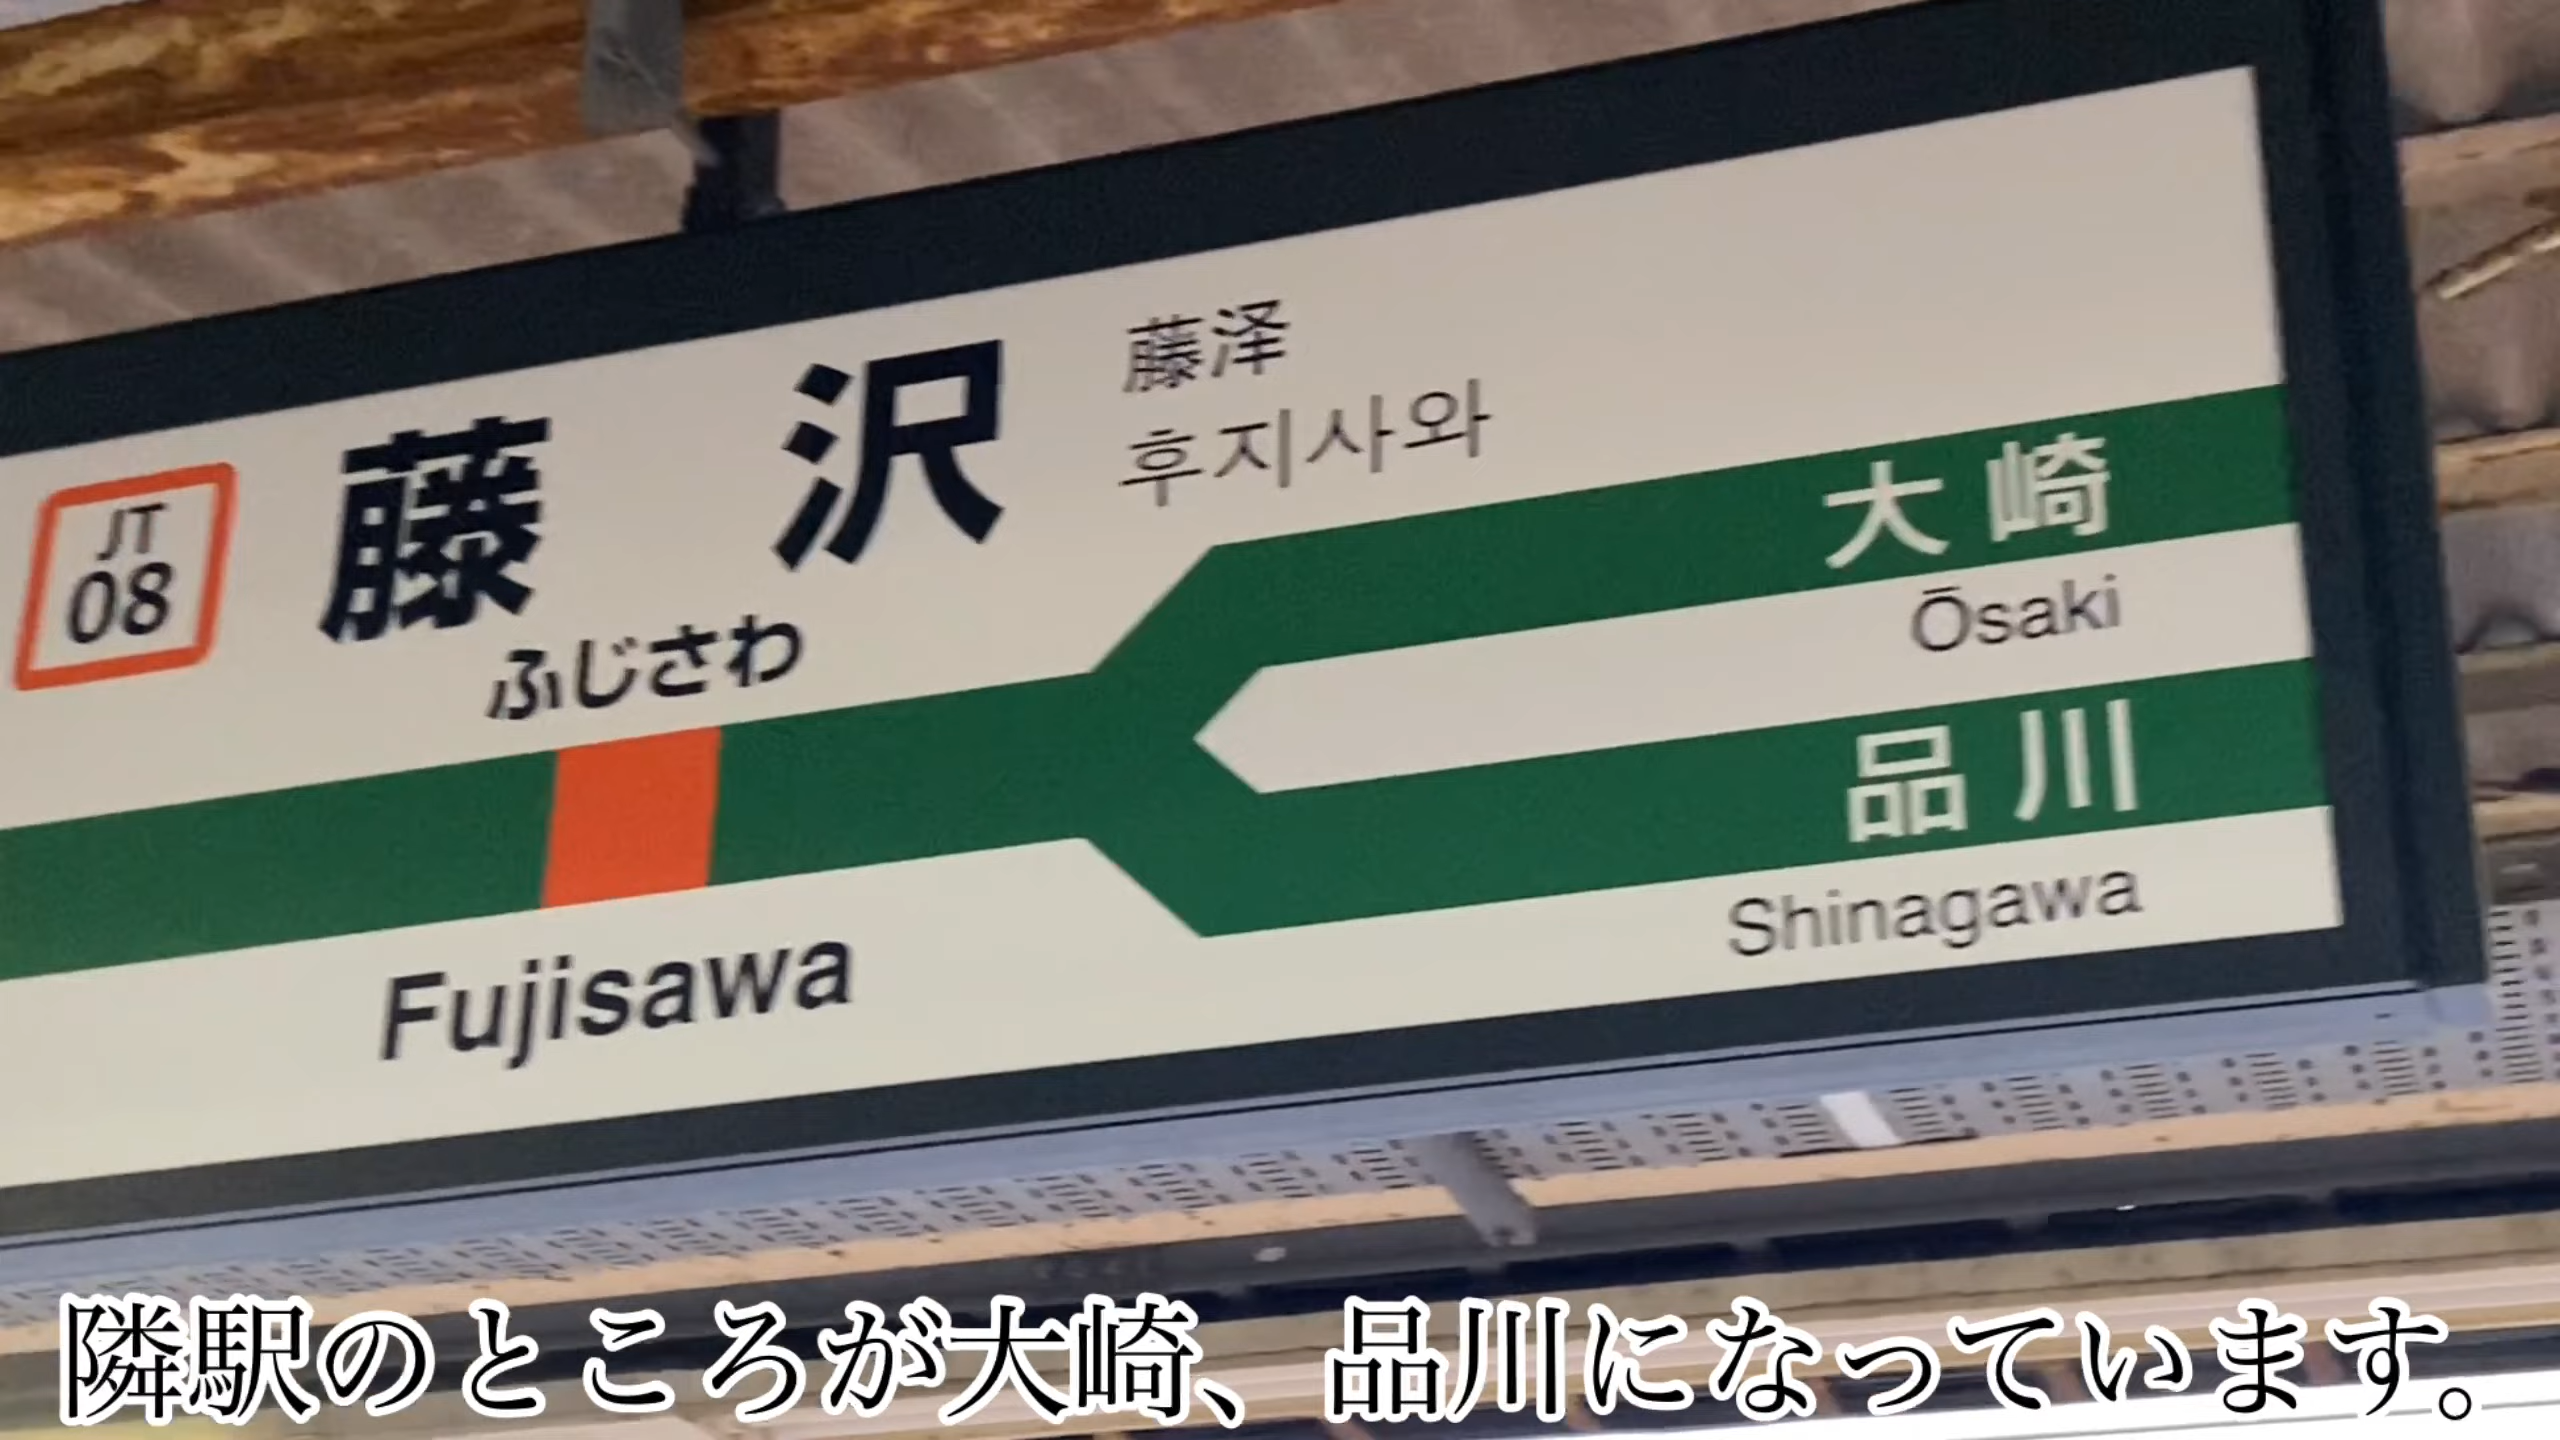 JT
08
藤沢
ふじさわ
藤泽
후지사와
Fujisawa
大崎
Ōsaki
品川
Shinagawa
隣駅のところが大崎、品川になっています。